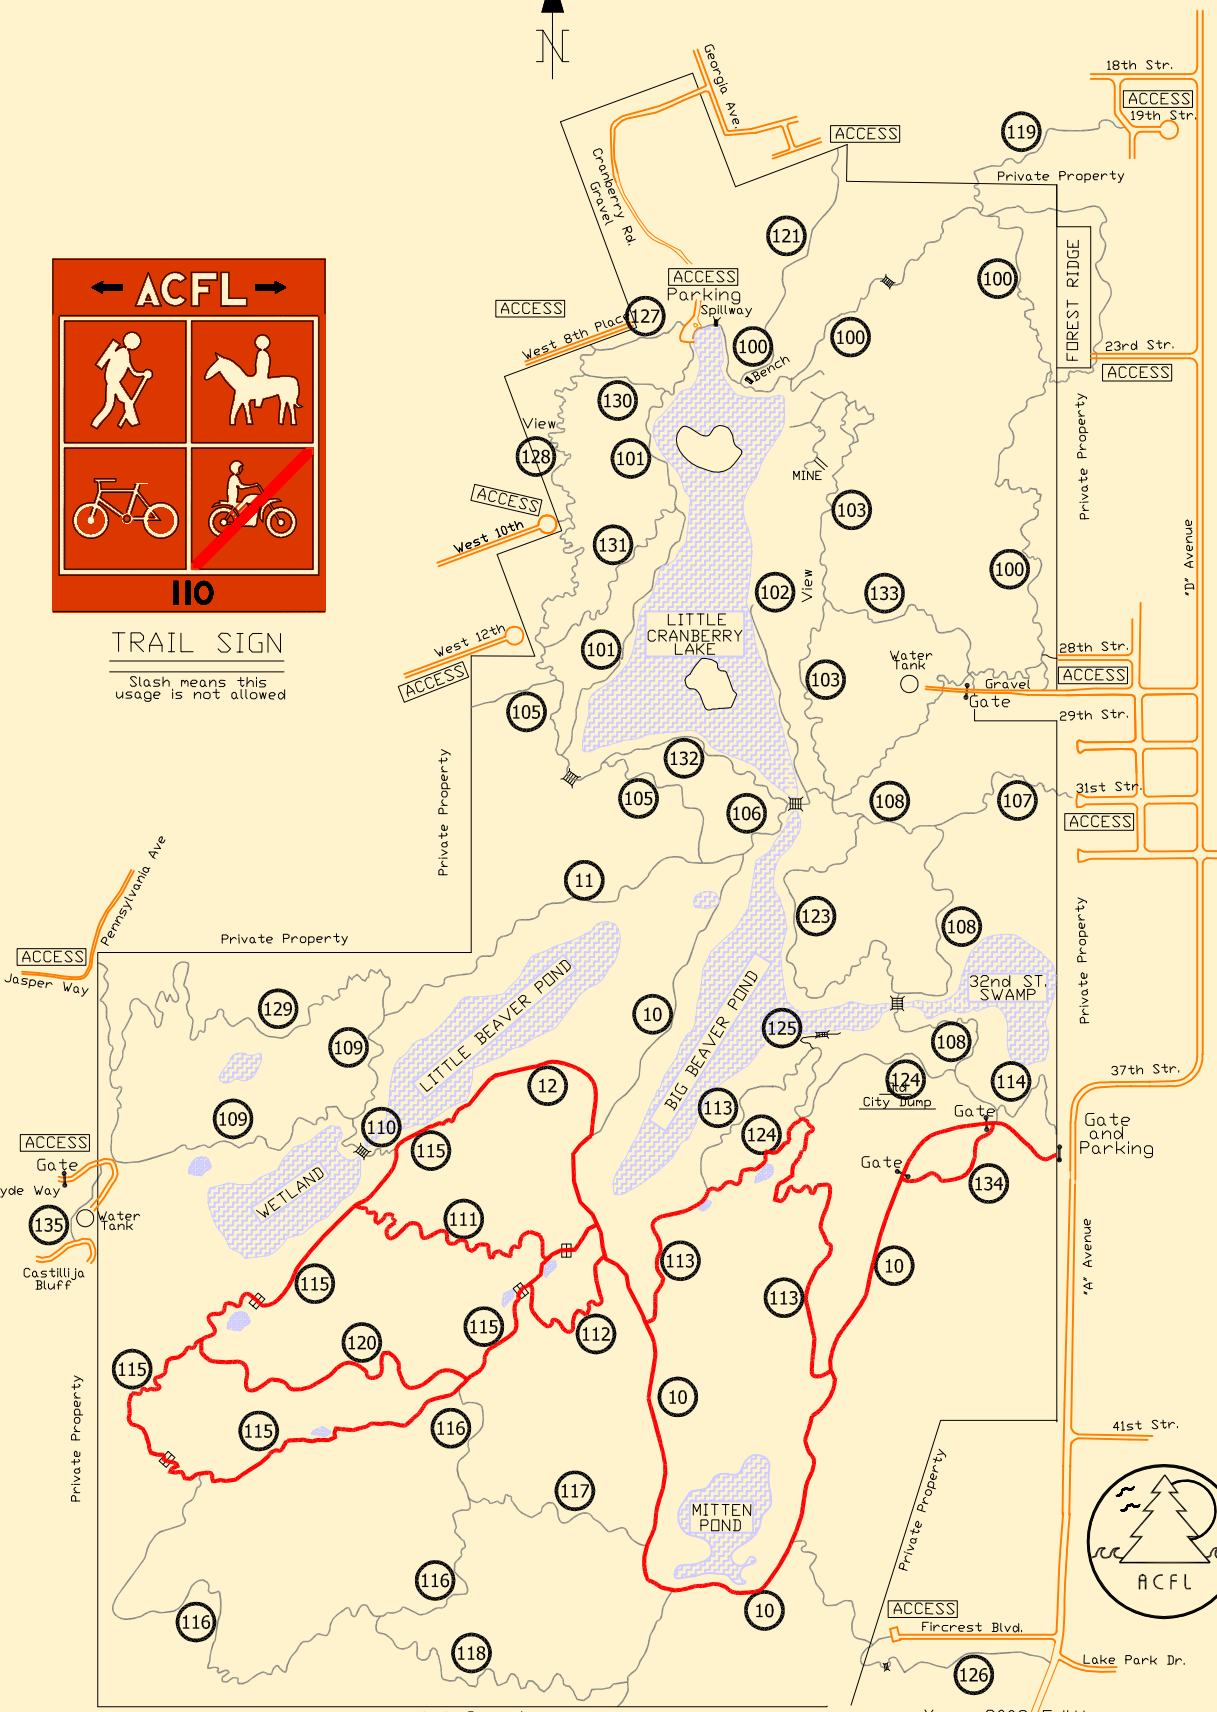 N
Georgia Ave.
18th Str.
ACCESS
19th Str.
119
ACCESS
Private Property
Cranberry Rd.
Gravel
121
FOREST RIDGE
100
ACCESS
Parking
Spillway
ACCESS
127
West 8th Place
100
100
Bench
23rd Str.
ACCESS
ACFL
110
TRAIL SIGN
Slash means this
usage is not allowed
130
View
128
101
MINE
Private Property
ACCESS
West 10th
103
131
"D" Avenue
100
102
View
133
LITTLE
CRANBERRY
LAKE
West 12th
ACCESS
101
Water
Tank
28th Str.
ACCESS
103
Gravel
Gate
105
29th Str.
132
Private Property
105
106
108
107
31st Str.
ACCESS
Pennsylvania Ave
11
123
108
Private Property
Private Property
ACCESS
Jasper Way
32nd ST.
SWAMP
LITTLE BEAVER POND
129
10
BIG BEAVER POND
125
109
108
37th Str.
12
124
114
Old
City Dump
109
110
113
Gate
Gate
and
Parking
124
ACCESS
Gate
yde Way
115
WETLAND
Gate
134
135
Water
Tank
111
Castillija
Bluff
113
10
"A" Avenue
115
113
115
112
120
115
Private Property
10
115
116
41st Str.
117
MITTEN
POND
Private Property
ACFL
116
116
10
ACCESS
Fircrest Blvd.
118
126
Lake Park Dr.